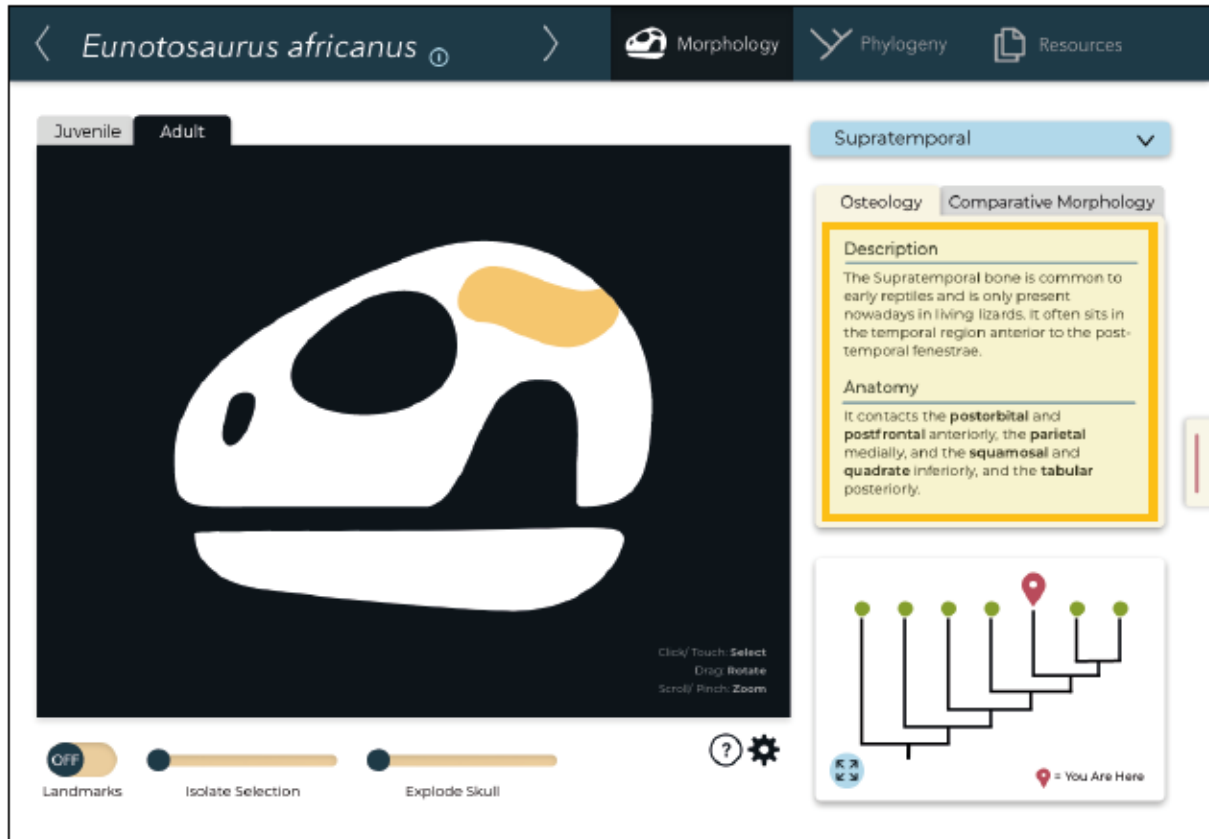 Eunotosaurus africanus
Morphology
Phylogeny
Resources
Juvenile
Adult
Supratemporal
Osteology
Comparative Morphology
Description
The Supratemporal bone is common to
early reptiles and is only present
nowadays in living lizards. It often sits in
the temporal region anterior to the post-
temporal fenestrae.
Anatomy
It contacts the postorbital and
postfrontal anteriorly, the parietal
medially, and the squamosal and
quadrate inferiorly, and the tabular
posteriorly.
Click/ Touch: Select
Drag: Rotate
Scroll/ Pinch: Zoom
OFF
Landmarks
Isolate Selection
Explode Skull
?
= You Are Here